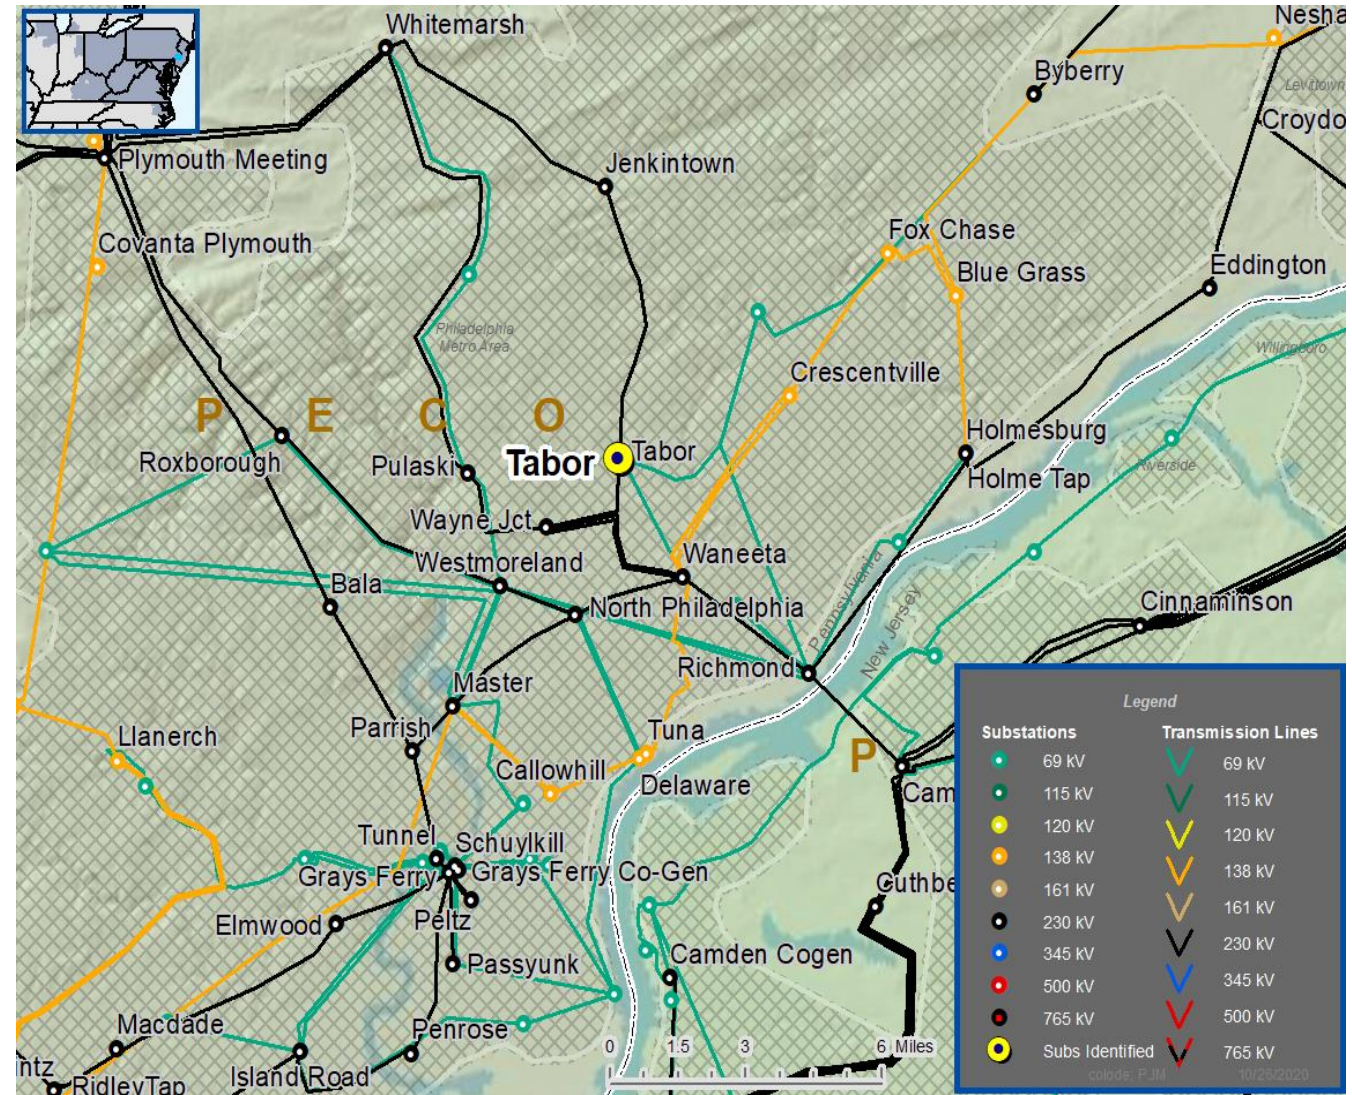 Whitemarsh
Nesha
Byberry
Levittown
Croydo
Plymouth Meeting
Jenkintown
Covanta Plymouth
Fox Chase
Blue Grass
Eddington
Philadelphia
Metro Area
Willingboro
Crescentville
P E C O
Roxborough
Pulaski
Tabor
Tabor
Holmesburg
Holme Tap
Riverside
Wayne Jct.
Westmoreland
Waneeta
Bala
North Philadelphia
Pennsylvania
New Jersey
Cinnaminson
Richmond
Master
Parrish
Llanerch
Tuna
Callowhill
Delaware
P
Cam
Tunnel
Schuylkill
Grays Ferry
Grays Ferry Co-Gen
Cuthbe
Elmwood
Peltz
Passyunk
Camden Cogen
Macdade
Penrose
intz
RidleyTap
Island Road
0 1.5 3 6 Miles
Legend
Substations Transmission Lines
69 kV 69 kV
115 kV 115 kV
120 kV 120 kV
138 kV 138 kV
161 kV 161 kV
230 kV 230 kV
345 kV 345 kV
500 kV 500 kV
765 kV 765 kV
Subs Identified
colode: PJM 10/26/2020